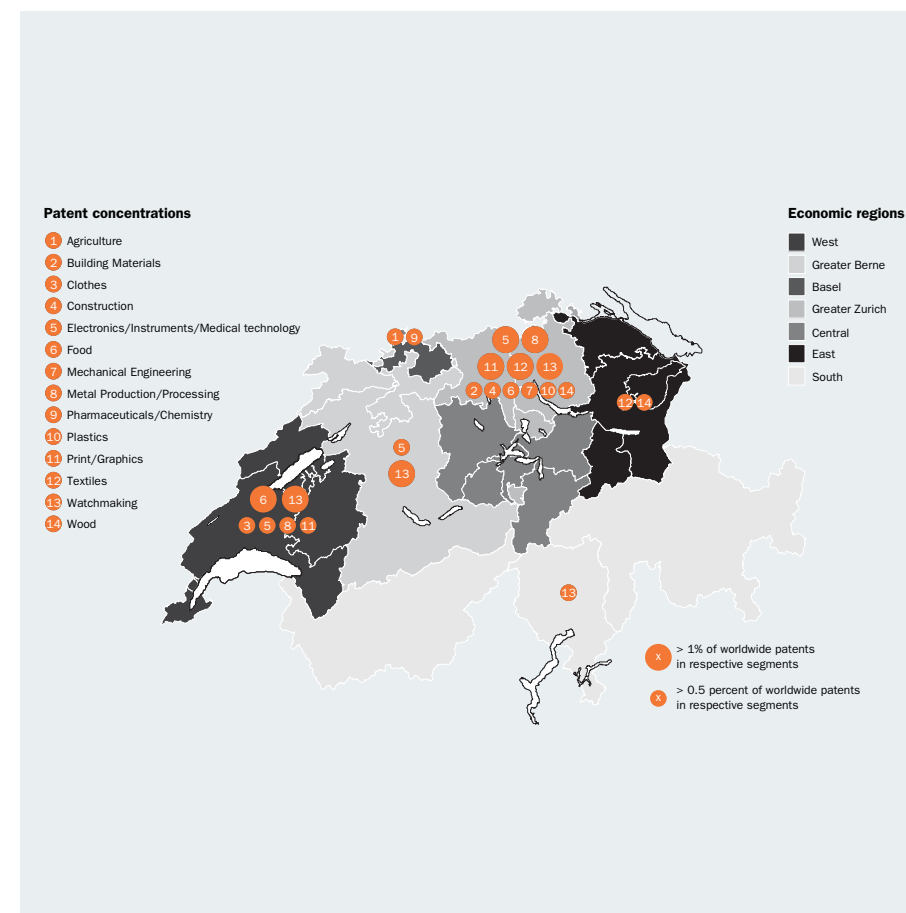 Patent concentrations
1 Agriculture
2 Building Materials
3 Clothes
4 Construction
5 Electronics/Instruments/Medical technology
6 Food
7 Mechanical Engineering
8 Metal Production/Processing
9 Pharmaceuticals/Chemistry
10 Plastics
11 Print/Graphics
12 Textiles
13 Watchmaking
14 Wood
Economic regions
West
Greater Berne
Basel
Greater Zurich
Central
East
South
1 9
5 8
11 12 13
2 4 6 7 10 14
12 14
5
13
6 13
3 5 8 11
13
x > 1% of worldwide patents
in respective segments
x > 0.5 percent of worldwide patents
in respective segments